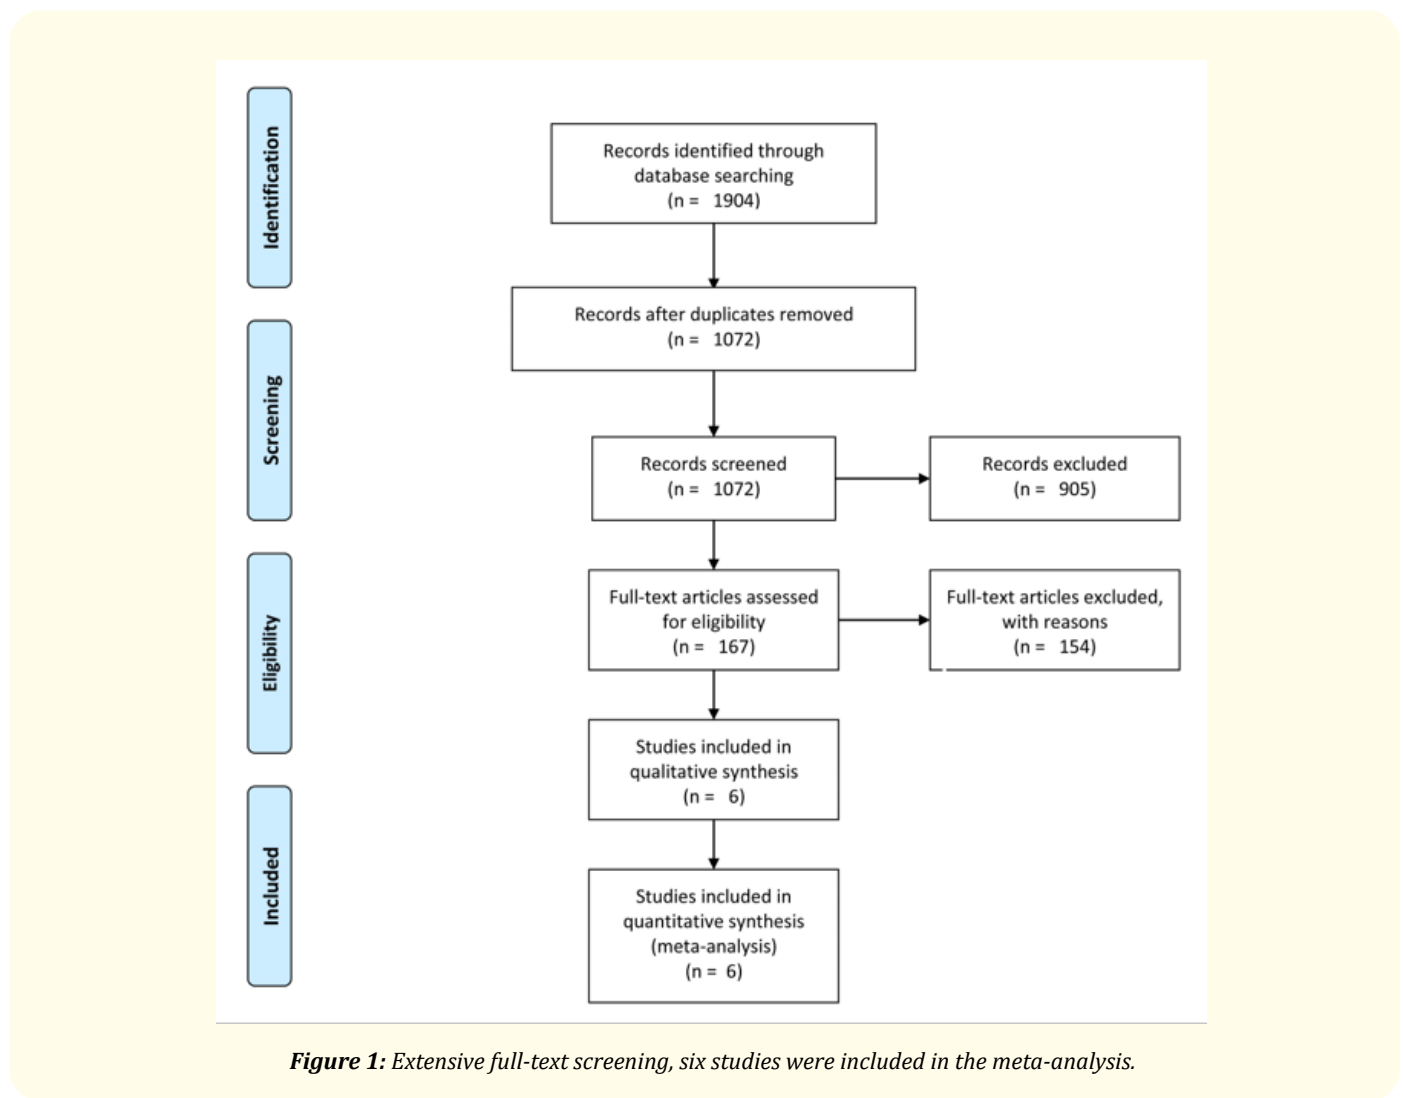 Identification
Records identified through
database searching
(n = 1904)
Records after duplicates removed
(n = 1072)
Screening
Records screened
(n = 1072)
Records excluded
(n = 905)
Eligibility
Full-text articles assessed
for eligibility
(n = 167)
Full-text articles excluded,
with reasons
(n = 154)
Studies included in
qualitative synthesis
(n = 6)
Included
Studies included in
quantitative synthesis
(meta-analysis)
(n = 6)
Figure 1: Extensive full-text screening, six studies were included in the meta-analysis.